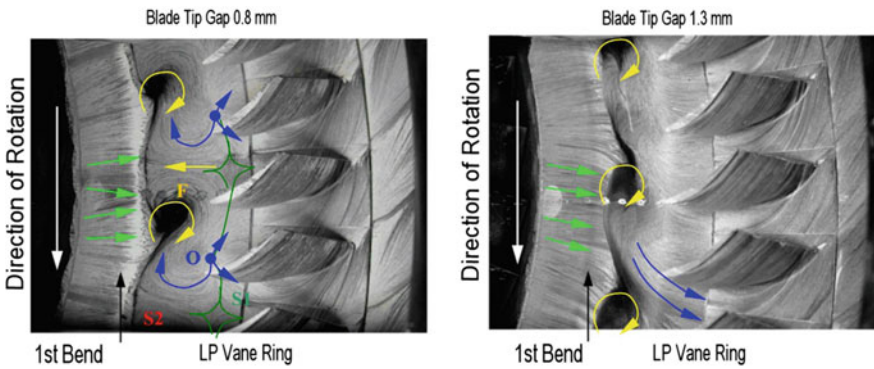 Blade Tip Gap 0.8 mm
Direction of Rotation
F
O
S1
S2
1st Bend
LP Vane Ring
Blade Tip Gap 1.3 mm
Direction of Rotation
1st Bend
LP Vane Ring